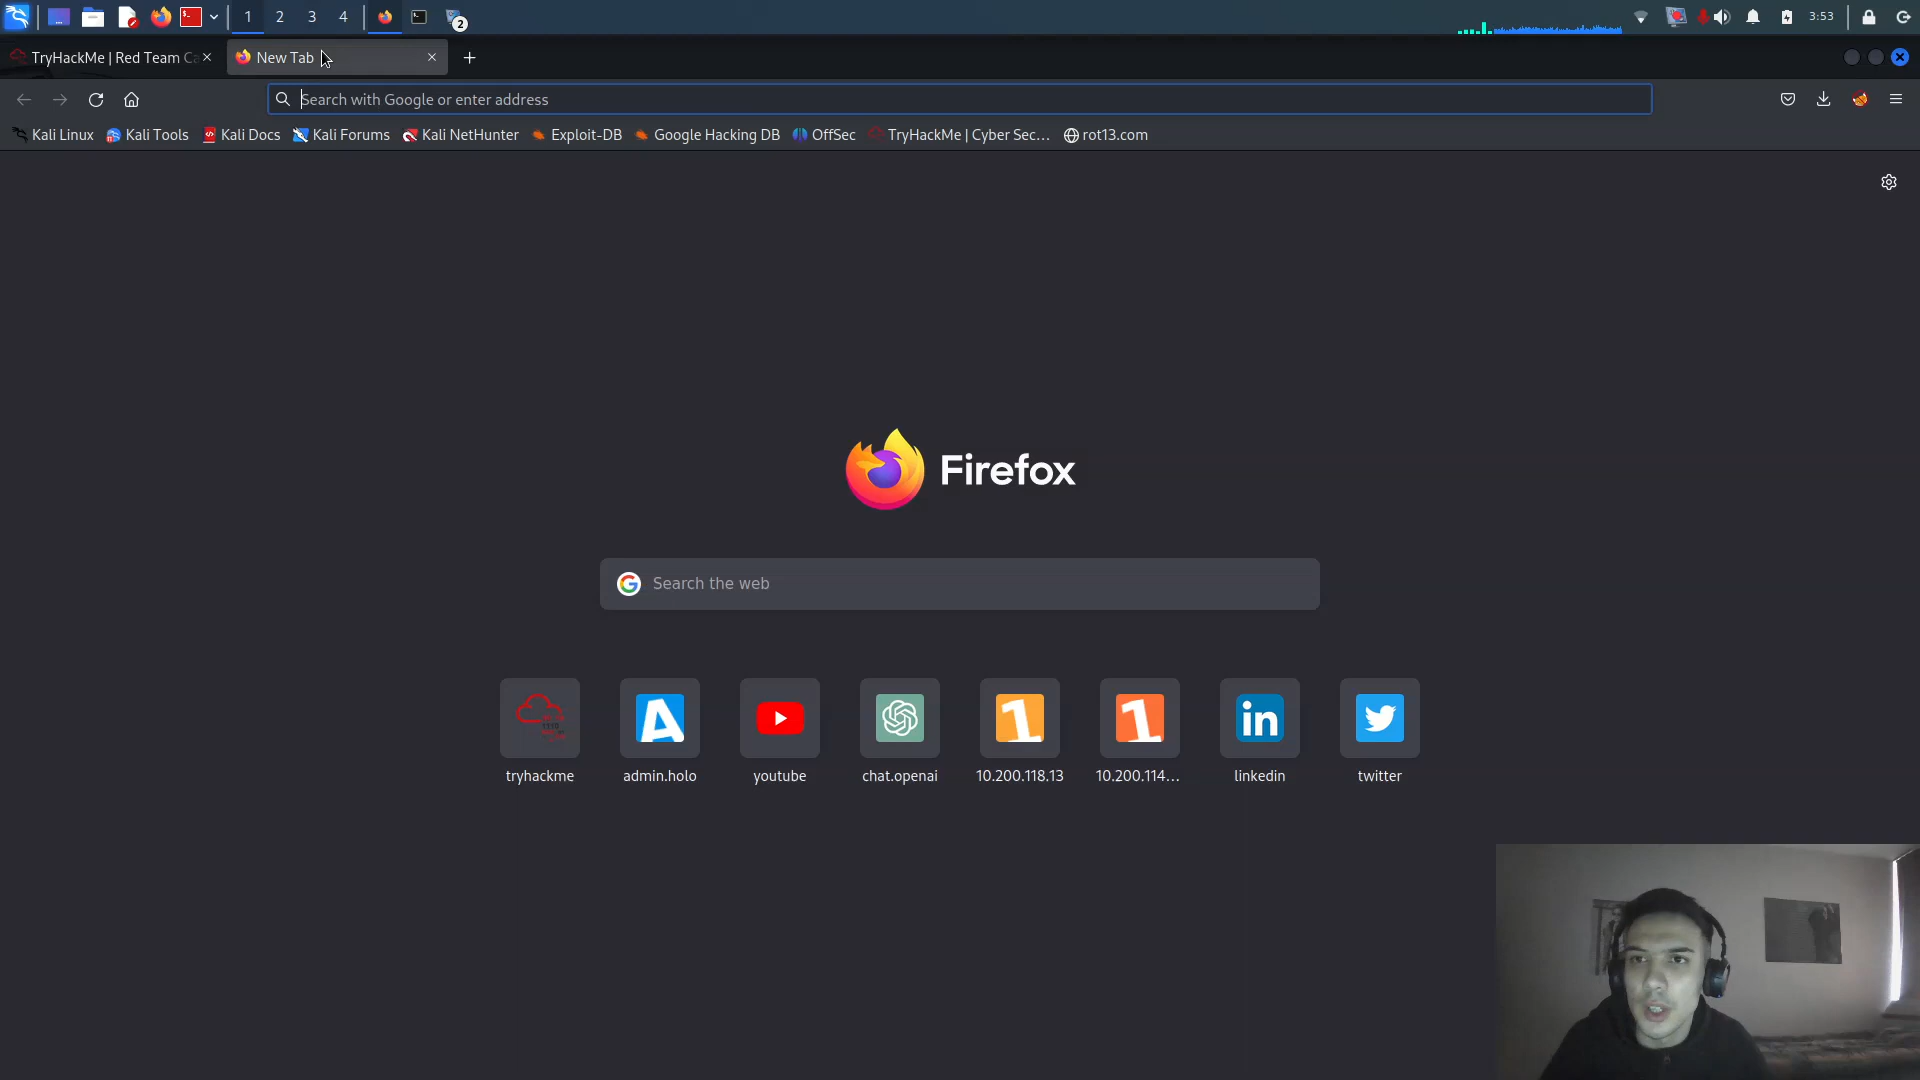 1 2 3 4 2 3:53
TryHackMe | Red Team Ca New Tab
Search with Google or enter address
Kali Linux Kali Tools Kali Docs Kali Forums Kali NetHunter Exploit-DB Google Hacking DB OffSec TryHackMe | Cyber Sec... rot13.com
Firefox
Search the web
tryhackme admin.holo youtube chat.openai 10.200.118.13 10.200.114... linkedin twitter